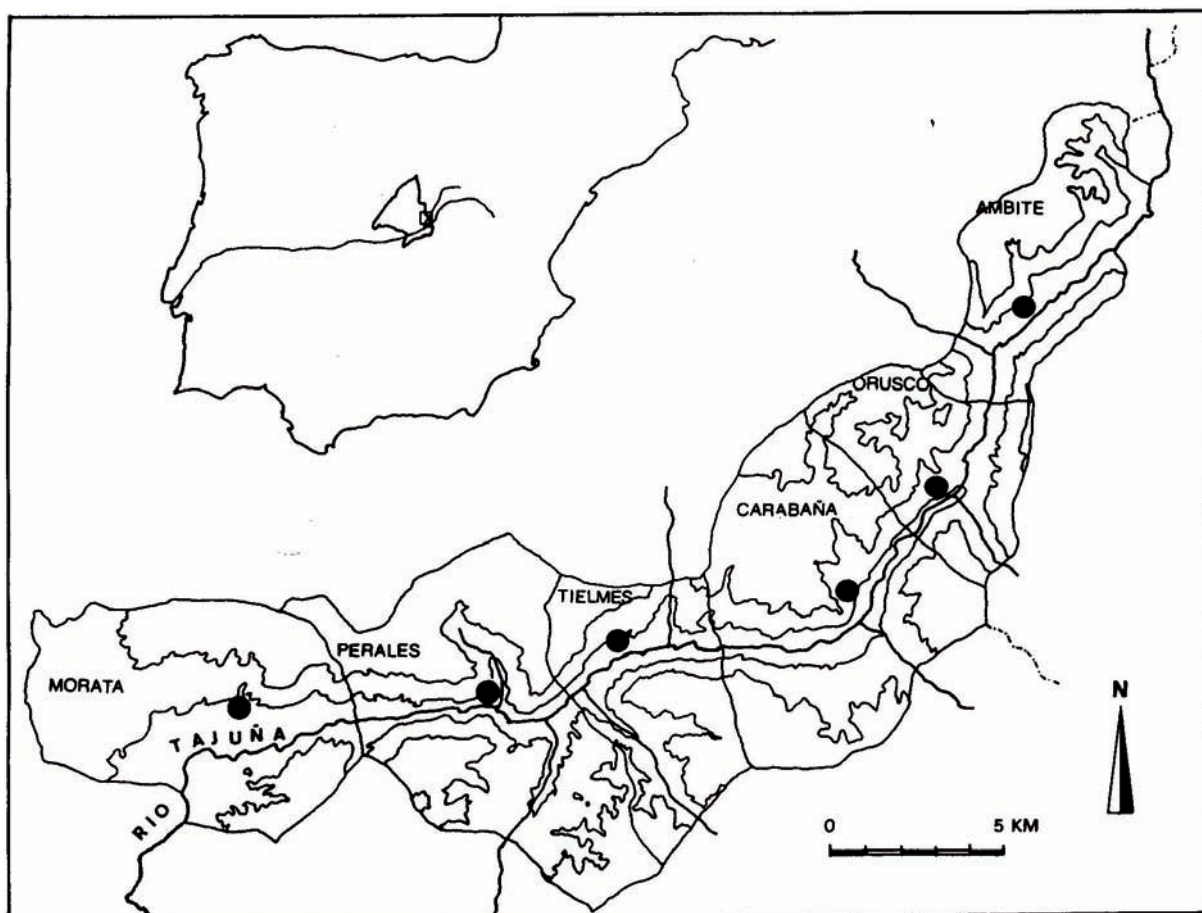 AMBITE
ORUSCO
CARABAÑA
TIELMES
PERALES
MORATA
RIO TAJUÑA
N
0 5 KM